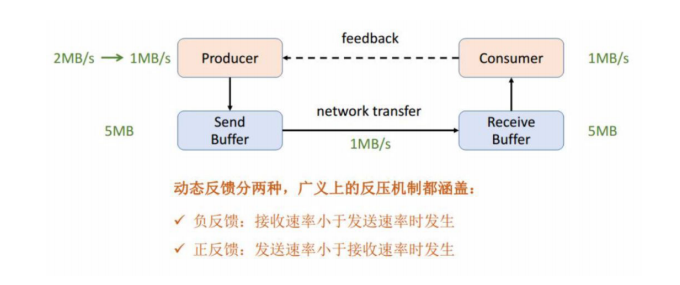 feedback
2MB/s → 1MB/s
Producer
Consumer
1MB/s
network transfer
5MB
Send
Buffer
1MB/s
Receive
Buffer
5MB
动态反馈分两种，广义上的反压机制都涵盖：
✓ 负反馈：接收速率小于发送速率时发生
✓ 正反馈：发送速率小于接收速率时发生